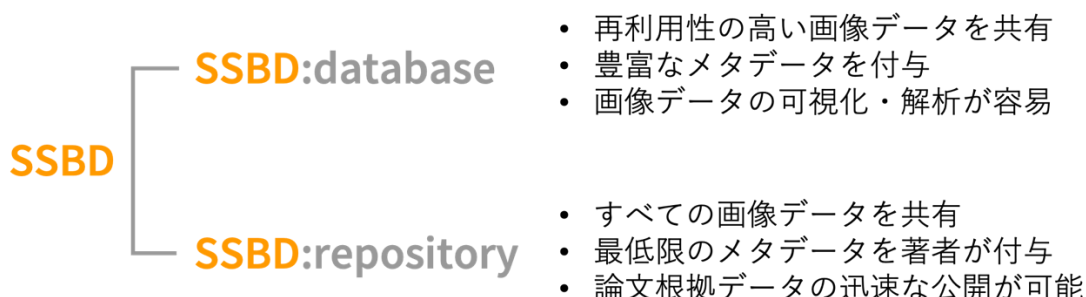 SSBD
SSBD:database
• 再利用性の高い画像データを共有
• 豊富なメタデータを付与
• 画像データの可視化・解析が容易
SSBD:repository
• すべての画像データを共有
• 最低限のメタデータを著者が付与
• 論文根拠データの迅速な公開が可能